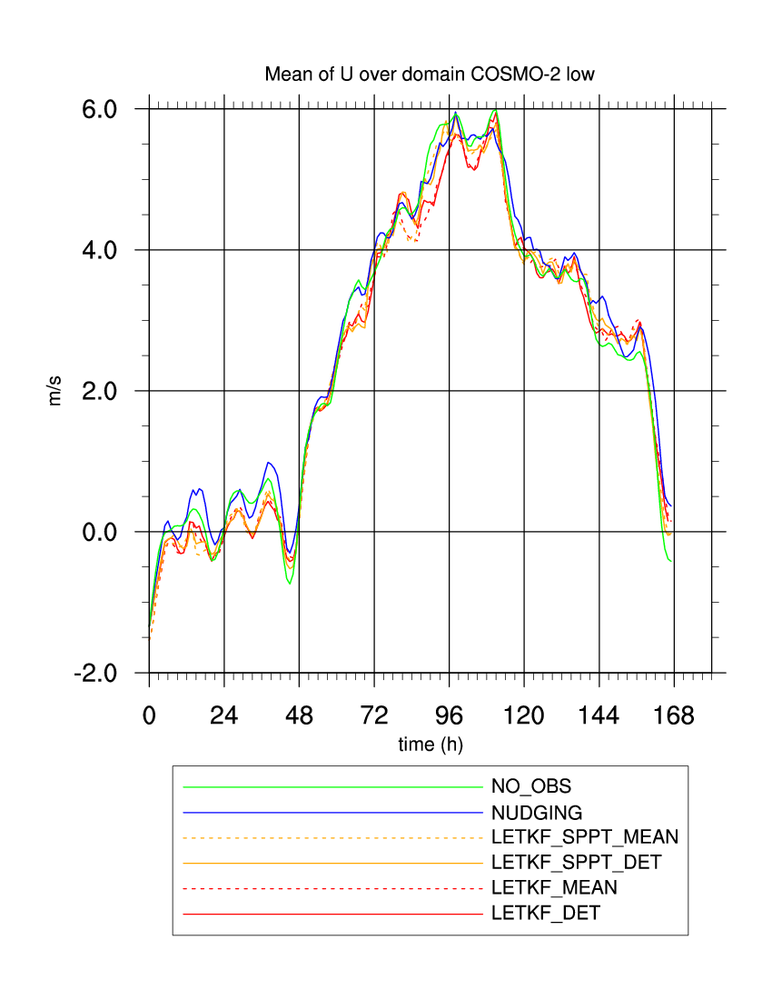 Mean of U over domain COSMO-2 low
6.0
4.0
m/s
2.0
0.0
-2.0
0 24 48 72 96 120 144 168
time (h)
NO_OBS
NUDGING
LETKF_SPPT_MEAN
LETKF_SPPT_DET
LETKF_MEAN
LETKF_DET